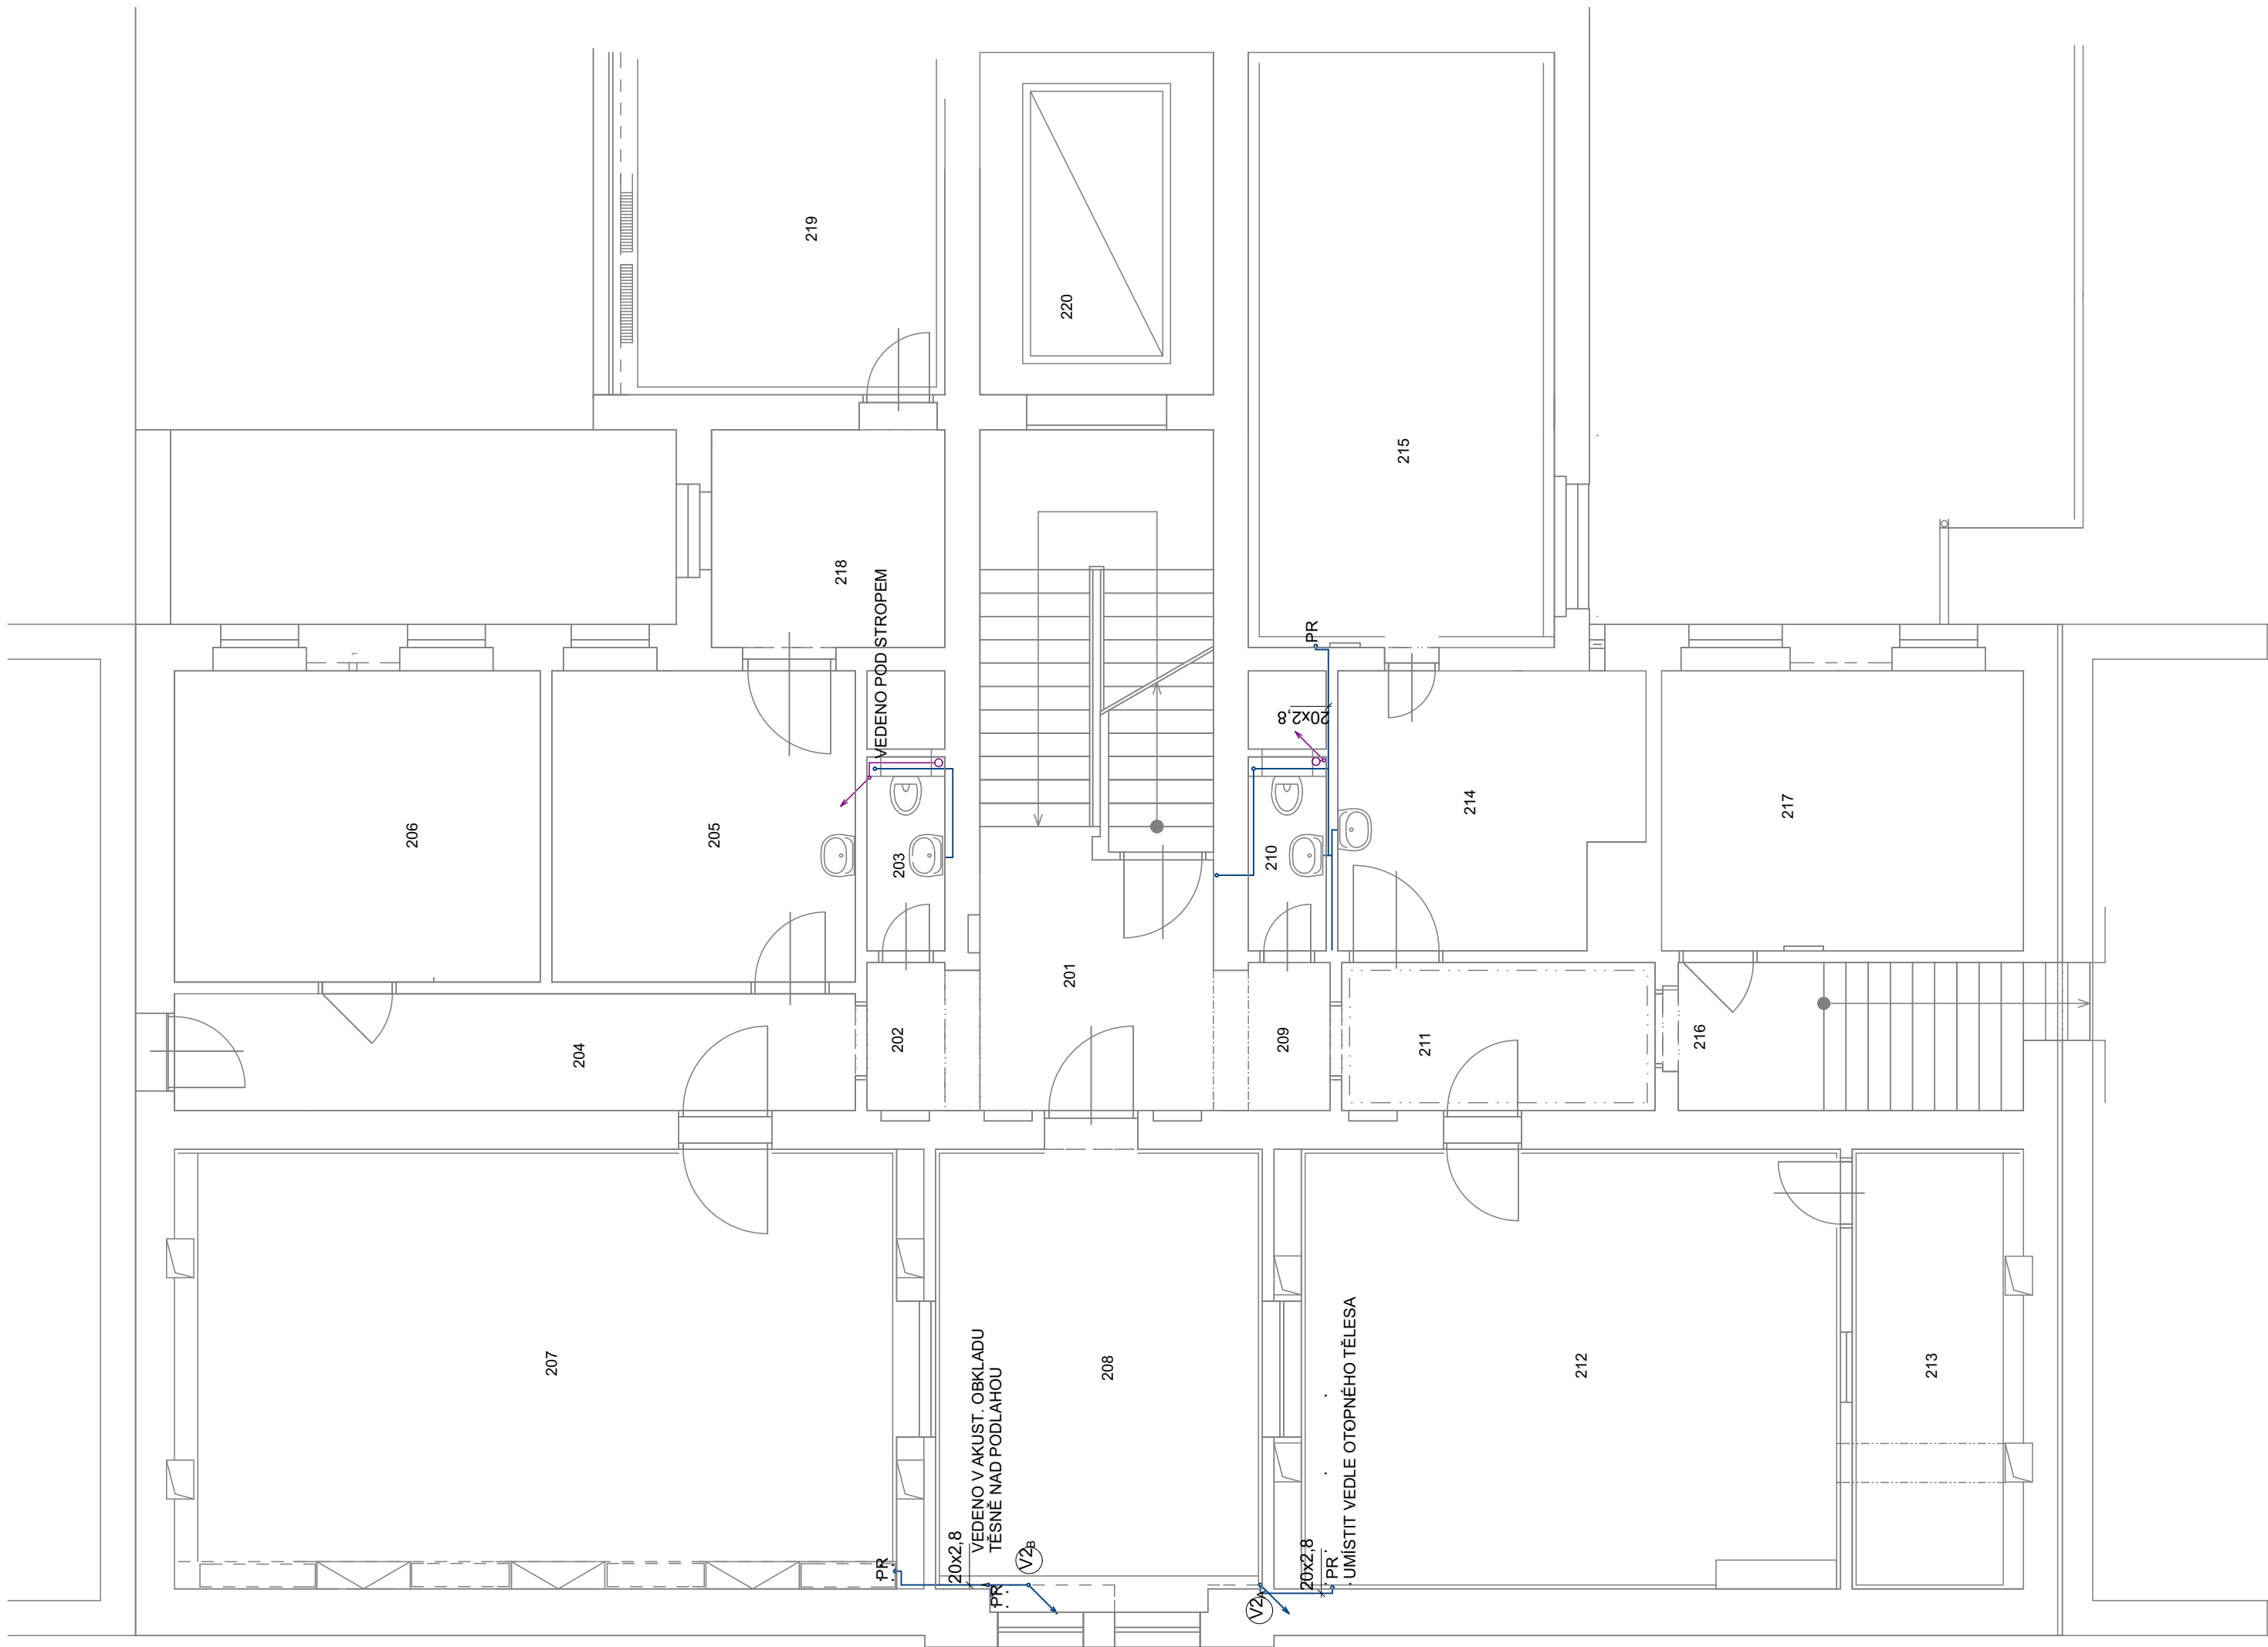 219
220
215
218
VEDENO POD STROPEM
PR
20x2,8
206
205
203
210
214
217
201
204
202
209
211
216
207
208
212
213
VEDENO V AKUST. OBKLADU
TĚSNĚ NAD PODLAHOU
UMÍSTIT VEDLE OTOPNÉHO TĚLESA
PR
20x2,8
PR
V2B
20x2,8
PR
V2